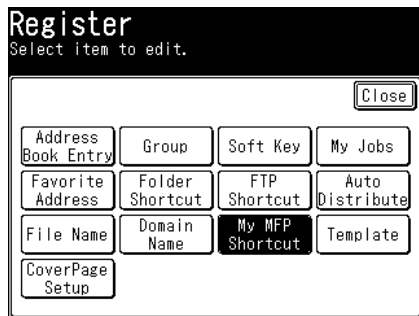 Register
Select item to edit.
Close
Address
Book Entry
Group
Soft Key
My Jobs
Favorite
Address
Folder
Shortcut
FTP
Shortcut
Auto
Distribute
File Name
Domain
Name
My MFP
Shortcut
Template
CoverPage
Setup